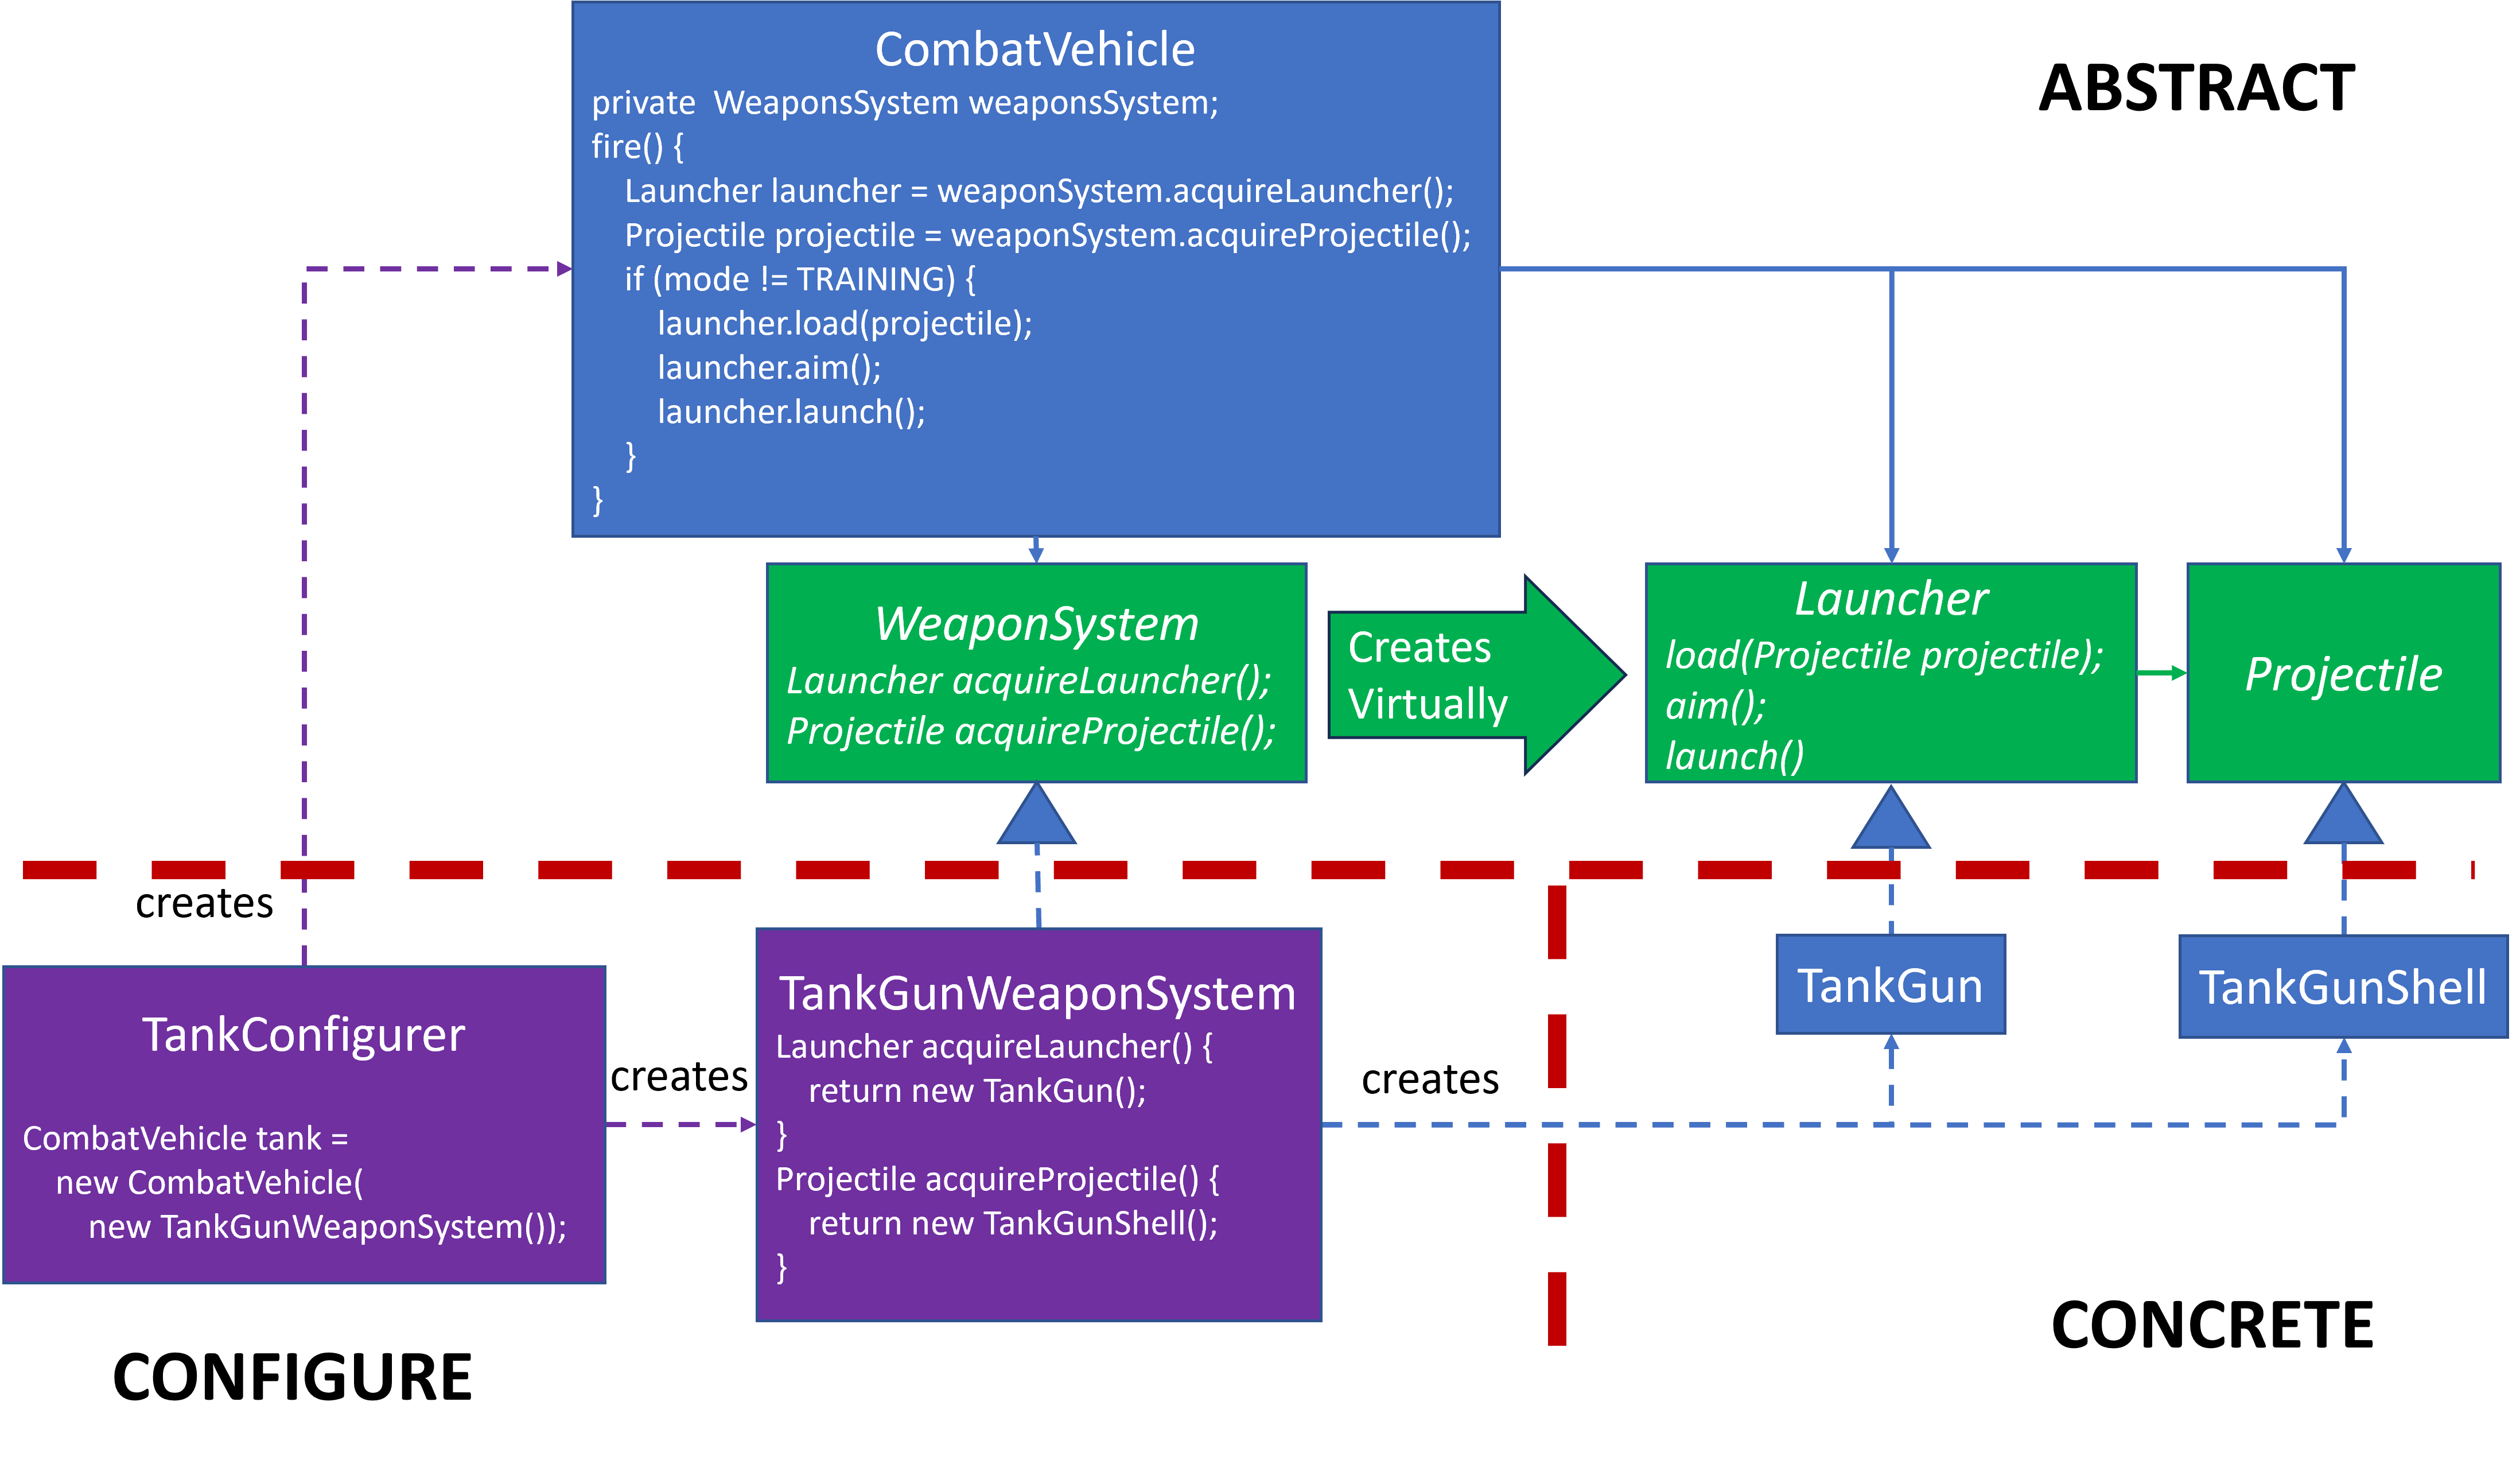 CombatVehicle
private  WeaponsSystem weaponsSystem;
fire() {
Launcher launcher = weaponSystem.acquireLauncher();
Projectile projectile = weaponSystem.acquireProjectile();
if (mode != TRAINING) {
launcher.load(projectile);
launcher.aim();
launcher.launch();
}
}
ABSTRACT
WeaponSystem
Launcher acquireLauncher();
Projectile acquireProjectile();
Creates
Virtually
Launcher
load(Projectile projectile);
aim();
launch()
Projectile
creates
TankConfigurer
CombatVehicle tank =
new CombatVehicle(
new TankGunWeaponSystem());
creates
TankGunWeaponSystem
Launcher acquireLauncher() {
return new TankGun();
}
Projectile acquireProjectile() {
return new TankGunShell();
}
creates
TankGun
TankGunShell
CONFIGURE
CONCRETE